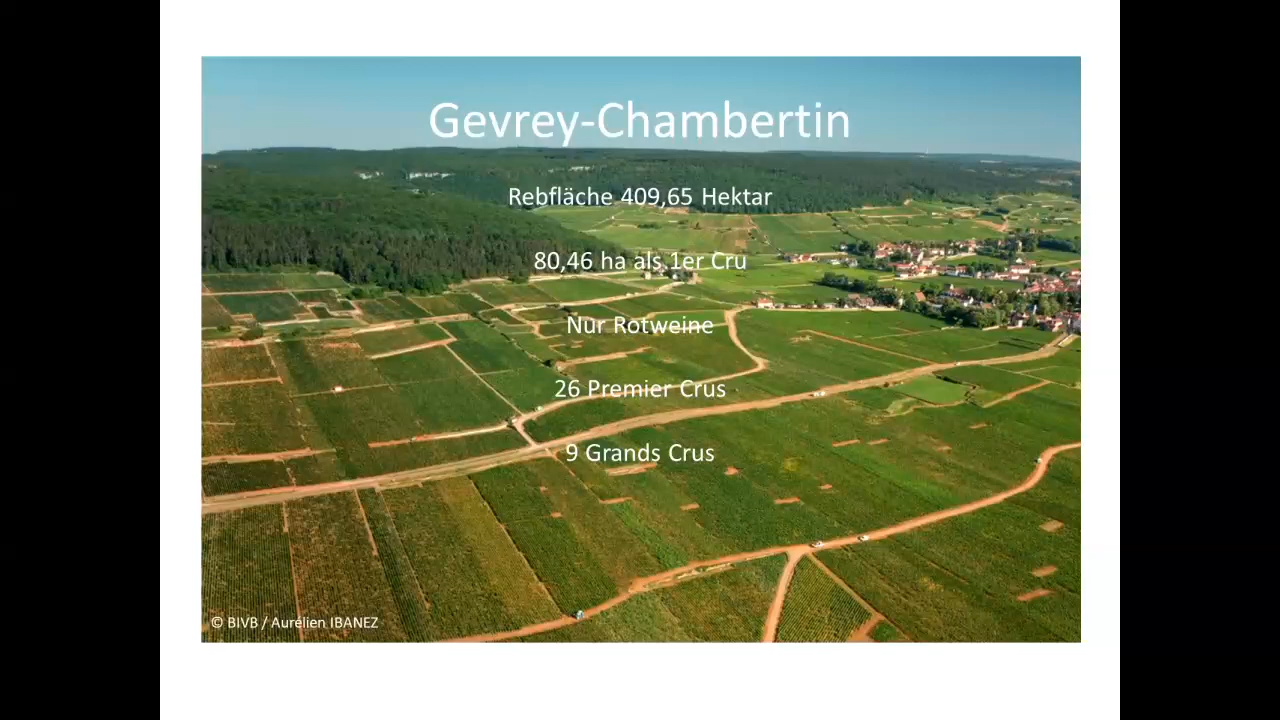 Gevrey-Chambertin
Rebfläche 409,65 Hektar
80,46 ha als 1er Cru
Nur Rotweine
26 Premier Crus
9 Grands Crus
© BIVB / Aurelien IBANEZ